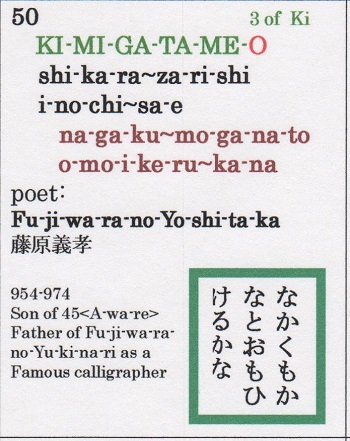 50
3 of Ki
KI-MI-GA-TA-ME-O
shi-ka-ra~za-ri-shi
i-no-chi~sa-e
na-ga-ku~mo-ga-na-to
o-mo-i-ke-ru~ka-na
poet:
Fu-ji-wa-ra-no-Yo-shi-ta-ka
藤原義孝
954-974
Son of 45<A-wa-re>
Father of Fu-ji-wa-ra-
no-Yu-ki-na-ri as a
Famous calligrapher
なかくもか
なとおもひ
けるかな